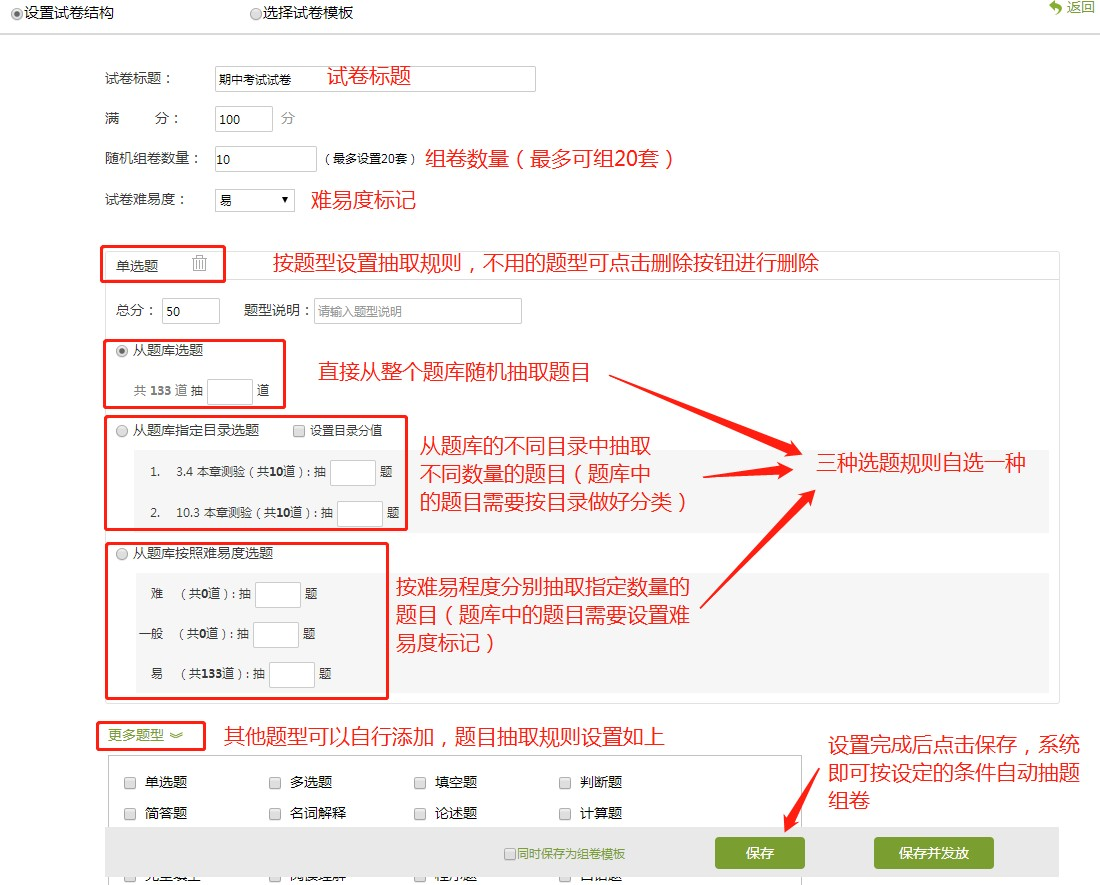 设置试卷结构 选择试卷模板 返回
试卷标题： 期中考试试卷 试卷标题
满 分： 100 分
随机组卷数量： 10 （最多设置20套） 组卷数量（最多可组20套）
试卷难易度： 易 难易度标记
单选题 按题型设置抽取规则，不用的题型可点击删除按钮进行删除
总分： 50 题型说明： 请输入题型说明
从题库选题
共 133 道 抽 道
直接从整个题库随机抽取题目
从题库指定目录选题 设置目录分值
1. 3.4 本章测验（共10道）: 抽 题
2. 10.3 本章测验（共10道）: 抽 题
从题库的不同目录中抽取
不同数量的题目（题库中
的题目需要按目录做好分类）
三种选题规则自选一种
从题库按照难易度选题
难 （共0道）: 抽 题
一般 （共0道）: 抽 题
易 （共133道）: 抽 题
按难易程度分别抽取指定数量的
题目（题库中的题目需要设置难
易度标记）
更多题型 其他题型可以自行添加，题目抽取规则设置如上
设置完成后点击保存，系统
即可按设定的条件自动抽题
组卷
单选题 多选题 填空题 判断题
简答题 名词解释 论述题 计算题
同时保存为组卷模板 保存 保存并发放